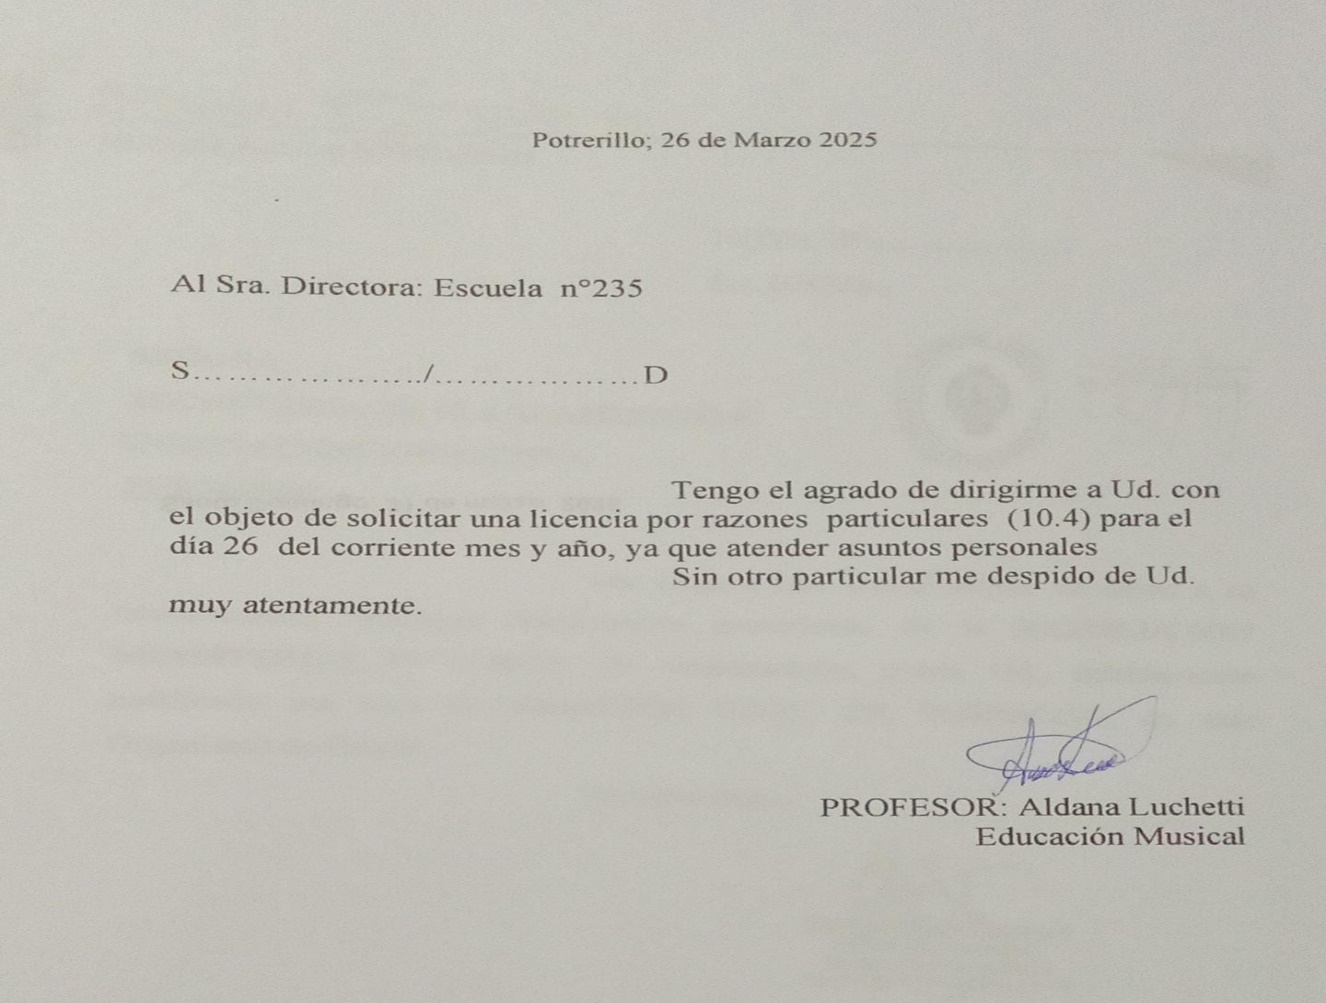 Potrerillo; 26 de Marzo 2025
Al Sra. Directora: Escuela  n°235
S…………………../…………………D
Tengo el agrado de dirigirme a Ud. con
el objeto de solicitar una licencia por razones  particulares  (10.4) para el
día 26  del corriente mes y año, ya que atender asuntos personales
Sin otro particular me despido de Ud.
muy atentamente.
PROFESOR: Aldana Luchetti
Educación Musical